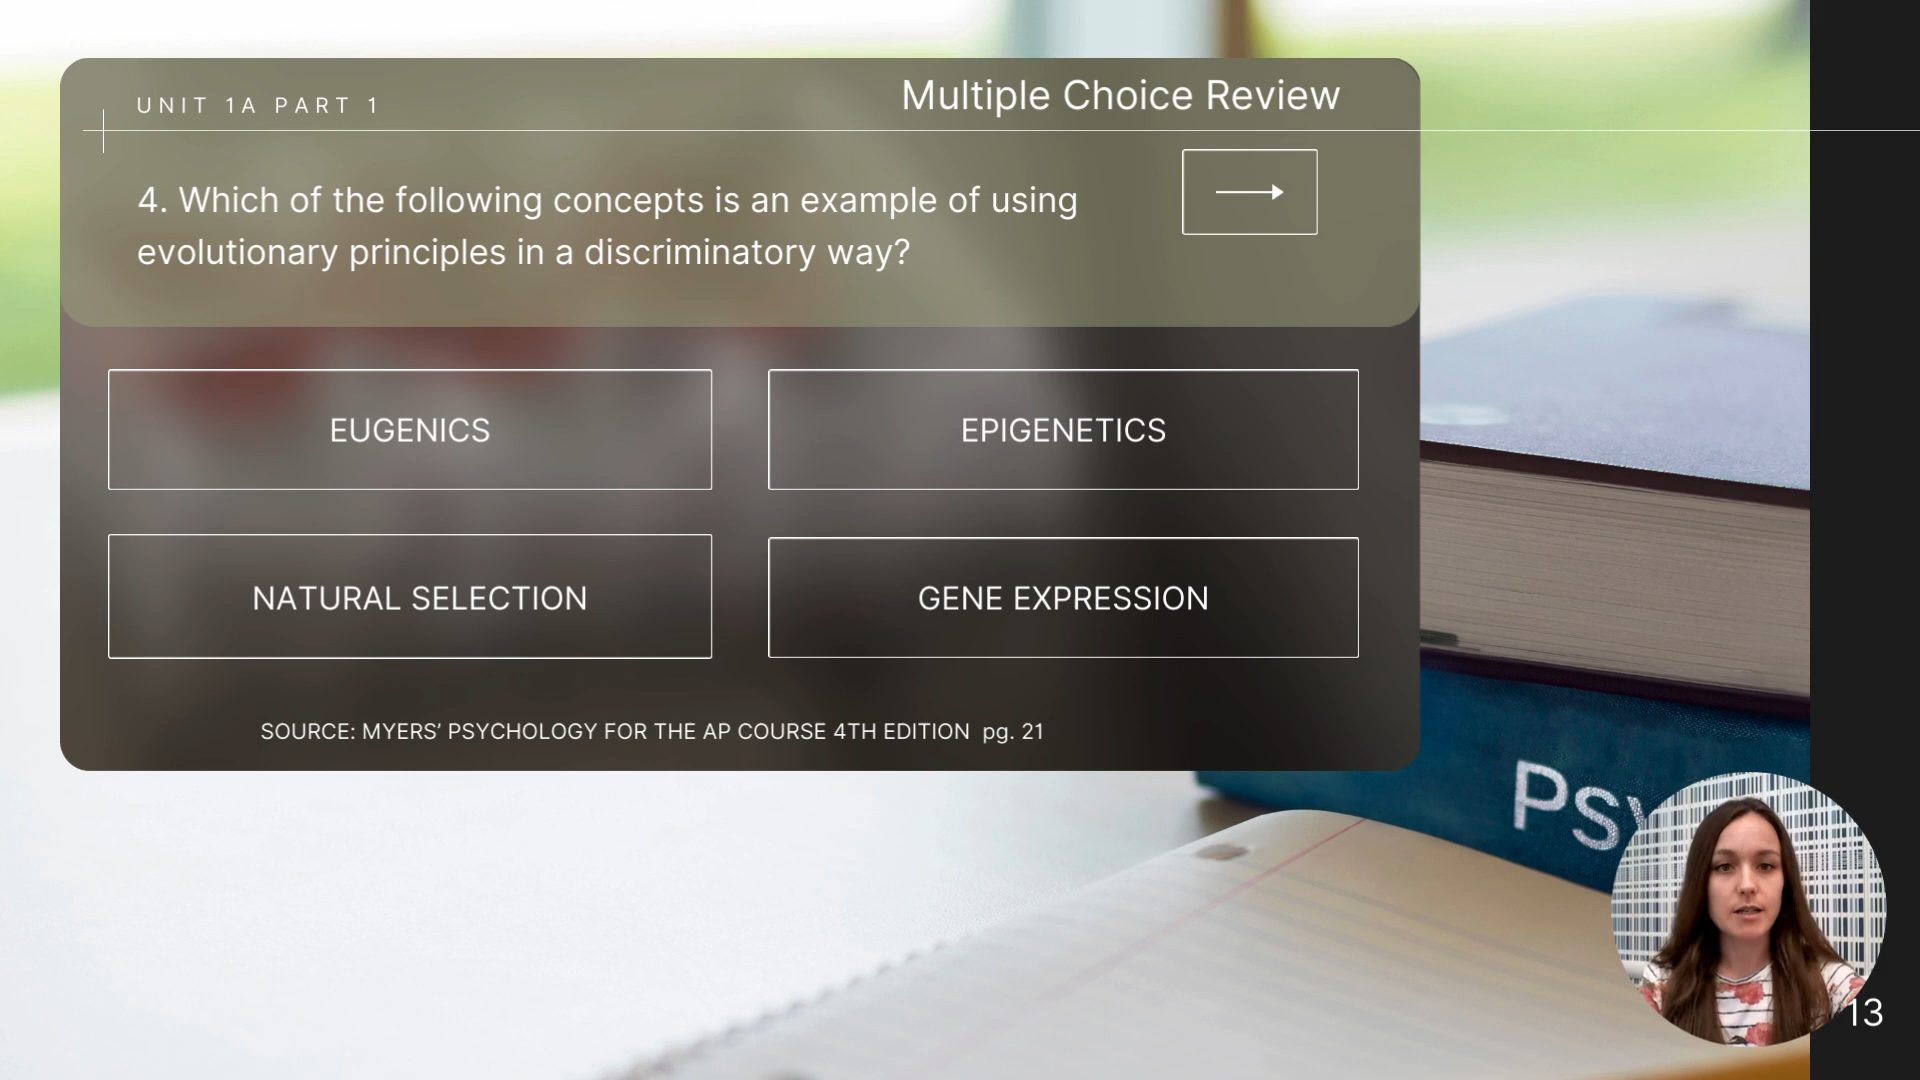 UNIT 1A PART 1
Multiple Choice Review
4. Which of the following concepts is an example of using
evolutionary principles in a discriminatory way?
EUGENICS
EPIGENETICS
NATURAL SELECTION
GENE EXPRESSION
SOURCE: MYERS’ PSYCHOLOGY FOR THE AP COURSE 4TH EDITION pg. 21
Psy
13